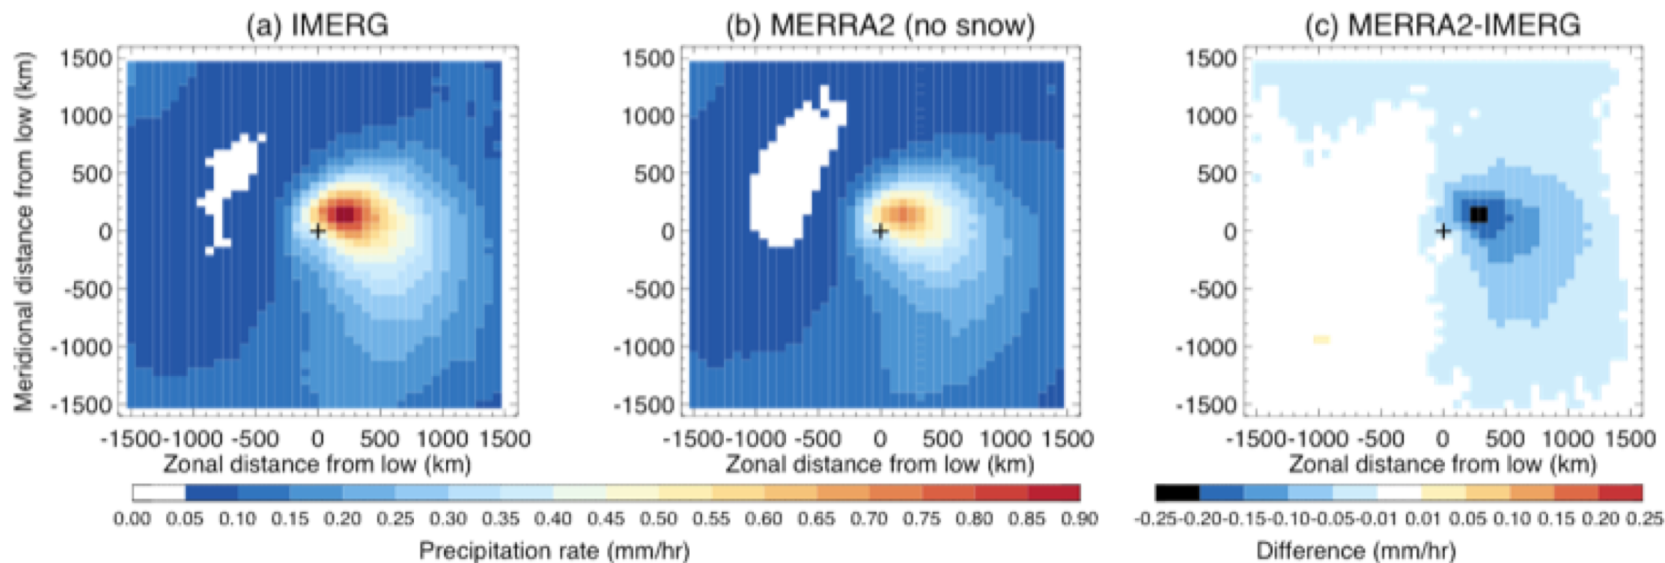 (a) IMERG
(b) MERRA2 (no snow)
(c) MERRA2-IMERG
Meridional distance from low (km)
1500
1000
500
0
-500
-1000
-1500
1500
1000
500
0
-500
-1000
-1500
1500
1000
500
0
-500
-1000
-1500
-1500-1000 -500 0 500 1000 1500
-1500-1000 -500 0 500 1000 1500
-1500-1000 -500 0 500 1000 1500
Zonal distance from low (km)
Zonal distance from low (km)
Zonal distance from low (km)
0.00 0.05 0.10 0.15 0.20 0.25 0.30 0.35 0.40 0.45 0.50 0.55 0.60 0.65 0.70 0.75 0.80 0.85 0.90
-0.25-0.20-0.15-0.10-0.05-0.01 0.01 0.05 0.10 0.15 0.20 0.25
Precipitation rate (mm/hr)
Difference (mm/hr)